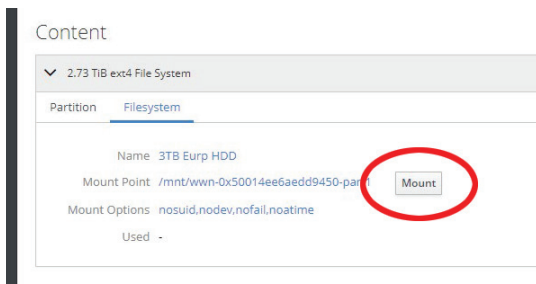 Content
2.73 TiB ext4 File System
Partition Filesystem
Name 3TB Eurp HDD
Mount Point /mnt/wwn-0x50014ee6aedd9450-part1 Mount
Mount Options nosuid,nodev,nofail,noatime
Used -